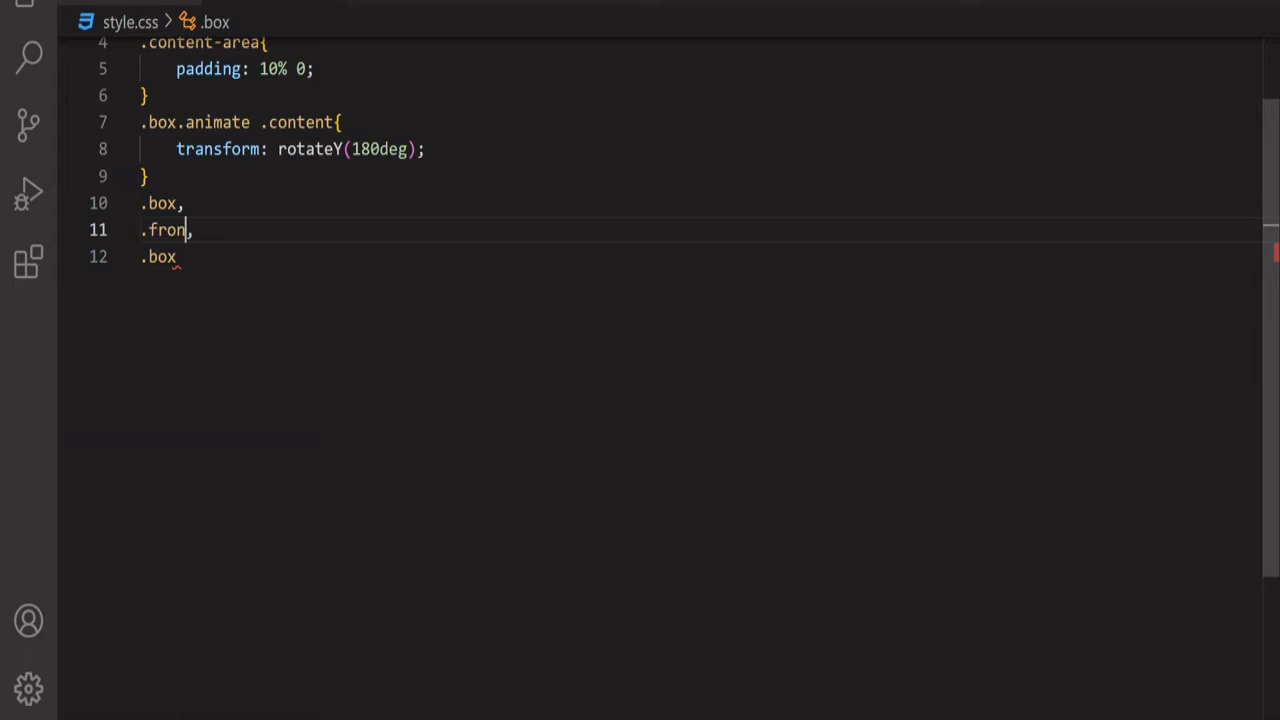 style.css > .box
4 .content-area{
5 padding: 10% 0;
6 }
7 .box.animate .content{
8 transform: rotateY(180deg);
9 }
10 .box,
11 .fron,
12 .box